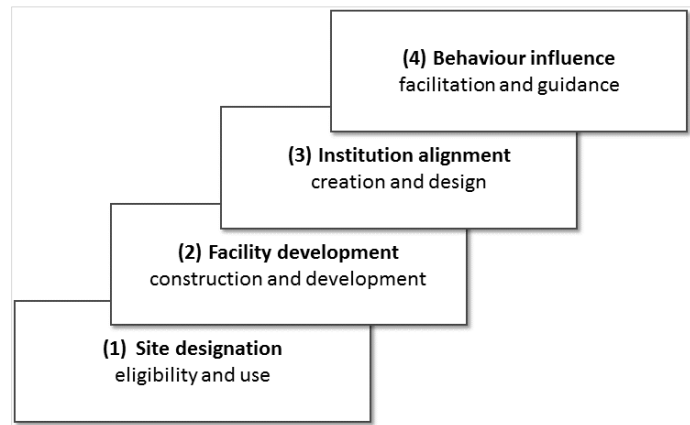 (4) Behaviour influence
facilitation and guidance
(3) Institution alignment
creation and design
(2) Facility development
construction and development
(1) Site designation
eligibility and use